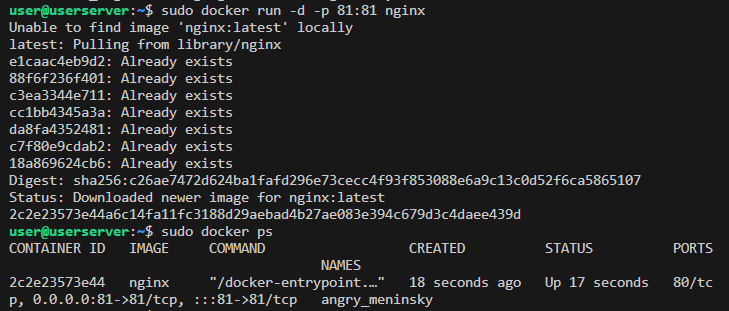 user@userserver:~$ sudo docker run -d -p 81:81 nginx
Unable to find image 'nginx:latest' locally
latest: Pulling from library/nginx
e1caac4eb9d2: Already exists
88f6f236f401: Already exists
c3ea3344e711: Already exists
cc1bb4345a3a: Already exists
da8fa4352481: Already exists
c7f80e9cdab2: Already exists
18a869624cb6: Already exists
Digest: sha256:c26ae7472d624ba1fafd296e73cecc4f93f853088e6a9c13c0d52f6ca5865107
Status: Downloaded newer image for nginx:latest
2c2e23573e44a6c14fa11fc3188d29aebad4b27ae083e394c679d3c4daee439d
user@userserver:~$ sudo docker ps
CONTAINER ID   IMAGE     COMMAND                  CREATED          STATUS          PORTS
                                        NAMES
2c2e23573e44   nginx     "/docker-entrypoint.…"   18 seconds ago   Up 17 seconds   80/tc
p, 0.0.0.0:81->81/tcp, :::81->81/tcp   angry_meninsky